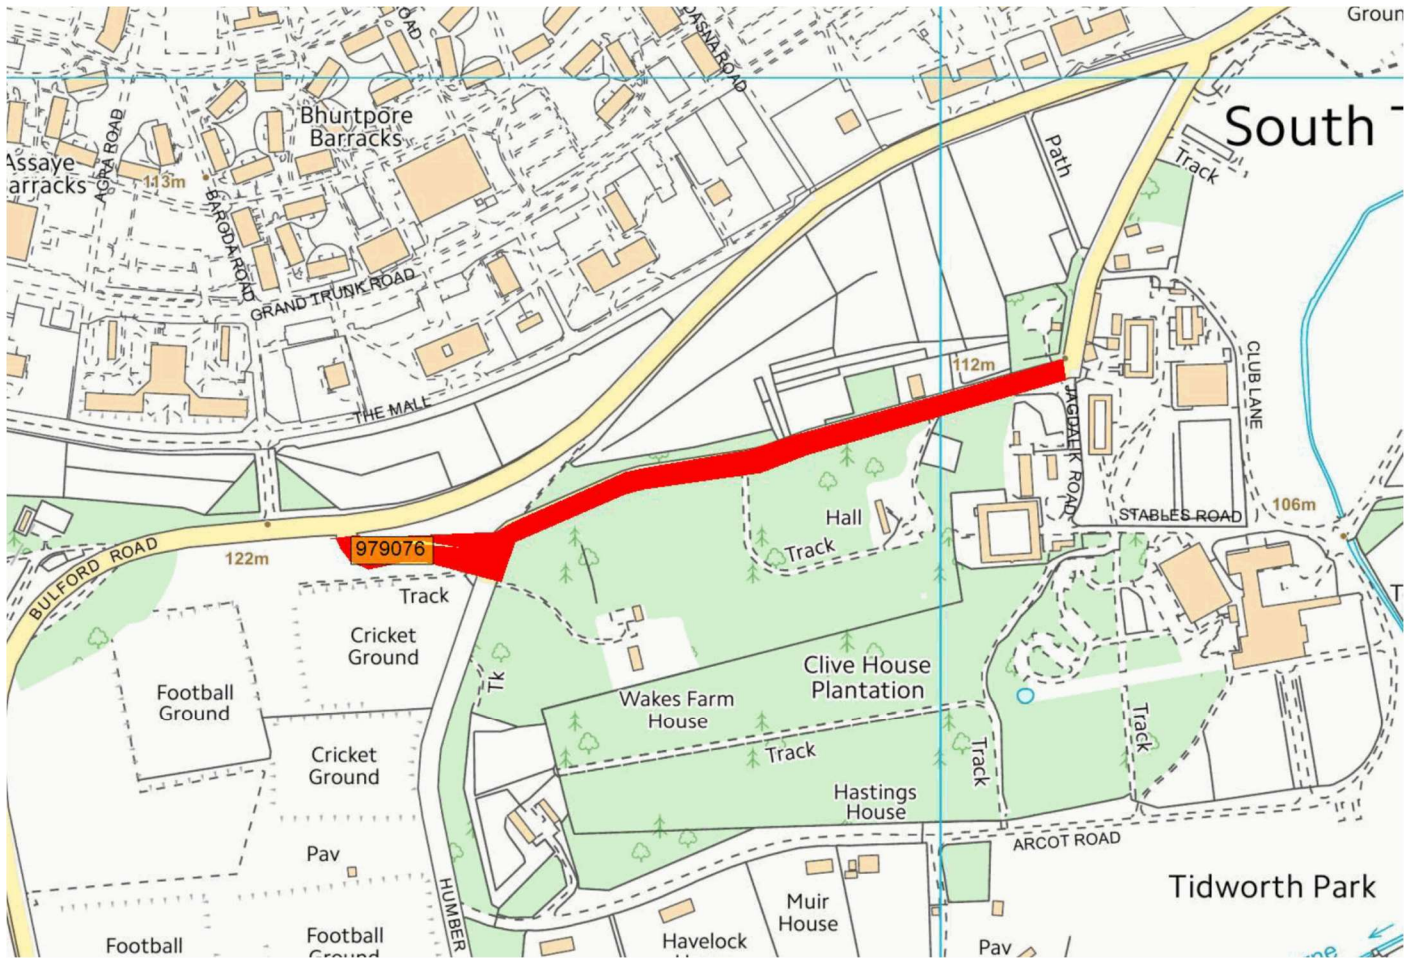 ROAD
DASNA ROAD
Groun
South T
Bhurtpore
Barracks
Assaye
arracks
AGRA ROAD
113m
BARODA ROAD
GRAND TRUNK ROAD
Path
Track
THE MALL
112m
JAGDALIK ROAD
CLUB LANE
979076
122m
BULFORD ROAD
Hall
Track
STABLES ROAD
106m
T
Track
Cricket
Ground
Football
Ground
Tk
Wakes Farm
House
Clive House
Plantation
Track
Track
Track
Cricket
Ground
Hastings
House
ARCOT ROAD
Pav
HUMBER
Tidworth Park
Muir
House
Football
Football
Ground
Havelock
Pav